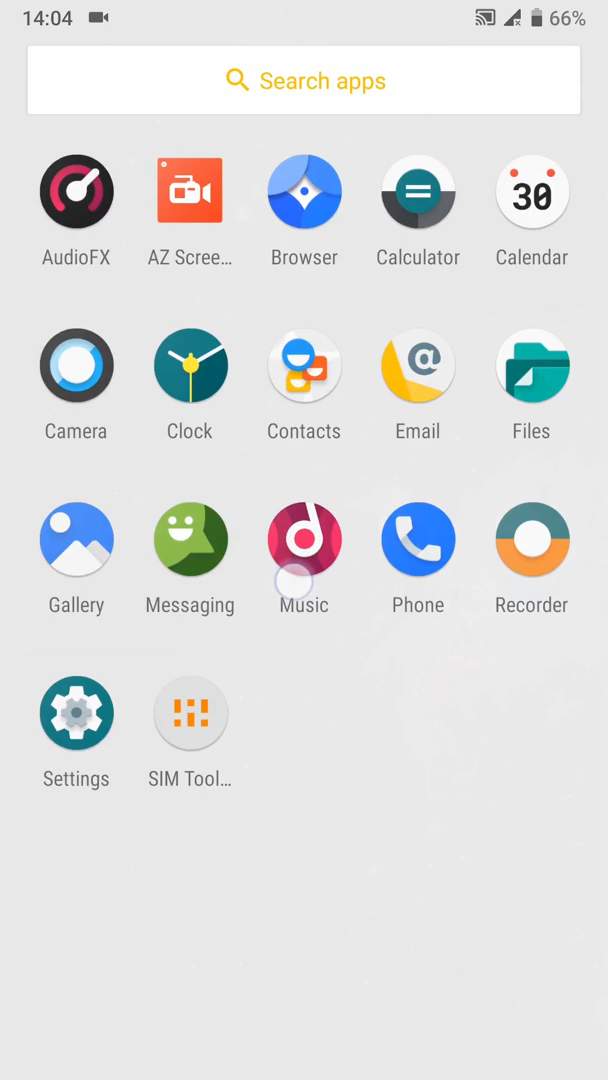 14:04 66%
Search apps
AudioFX AZ Scree... Browser Calculator Calendar
30
Camera Clock Contacts Email Files
@
Gallery Messaging Music Phone Recorder
Settings SIM Tool...